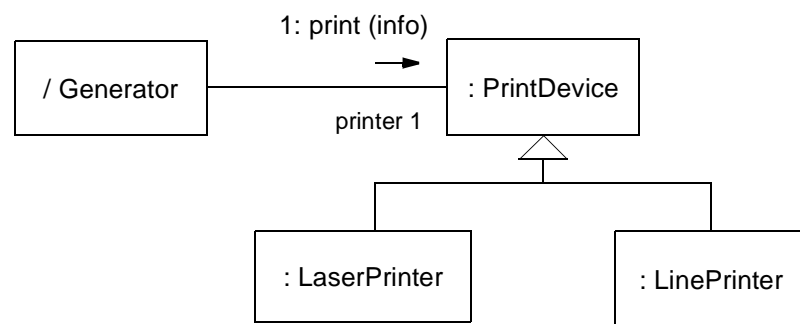 1: print (info)
/ Generator
: PrintDevice
printer 1
: LaserPrinter
: LinePrinter